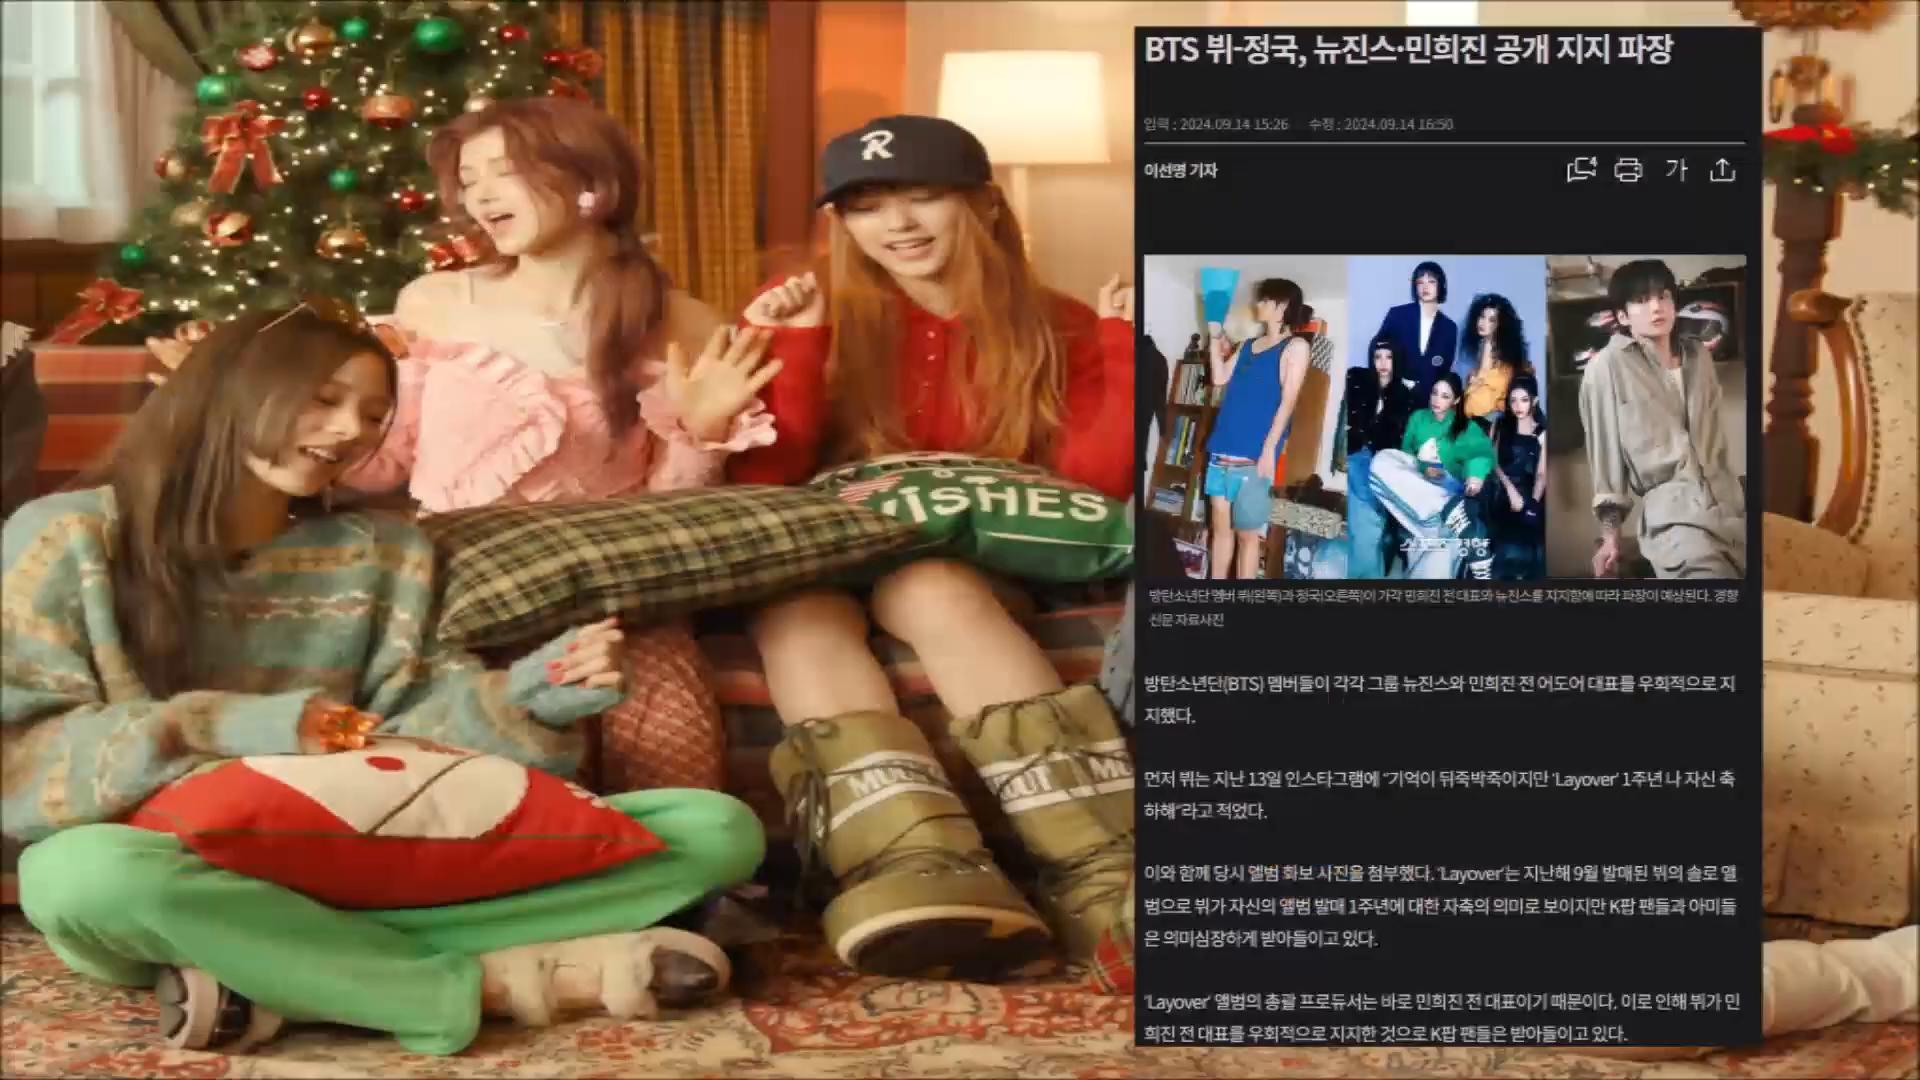 BTS 뷔-정국, 뉴진스·민희진 공개 지지 파장
입력 : 2024.09.14 15:26 수정 : 2024.09.14 16:50
이선명 기자
가
스포츠경향
방탄소년단 멤버 뷔(왼쪽)과 정국(오른쪽)이 가각 민희진 전 대표와 뉴진스를 지지함에 따라 파장이 예상된다. 경향
신문 자료사진
방탄소년단(BTS) 멤버들이 각각 그룹 뉴진스와 민희진 전 어도어 대표를 우회적으로 지
지했다.
먼저 뷔는 지난 13일 인스타그램에 “기억이 뒤죽박죽이지만 ‘Layover’ 1주년 나 자신 축
하해”라고 적었다.
이와 함께 당시 앨범 화보 사진을 첨부했다. ‘Layover’는 지난해 9월 발매된 뷔의 솔로 앨
범으로 뷔가 자신의 앨범 발매 1주년에 대한 자축의 의미로 보이지만 K팝 팬들과 아미들
은 의미심장하게 받아들이고 있다.
‘Layover’ 앨범의 총괄 프로듀서는 바로 민희진 전 대표이기 때문이다. 이로 인해 뷔가 민
희진 전 대표를 우회적으로 지지한 것으로 K팝 팬들은 받아들이고 있다.
R
WISHES
MOON
BOUT